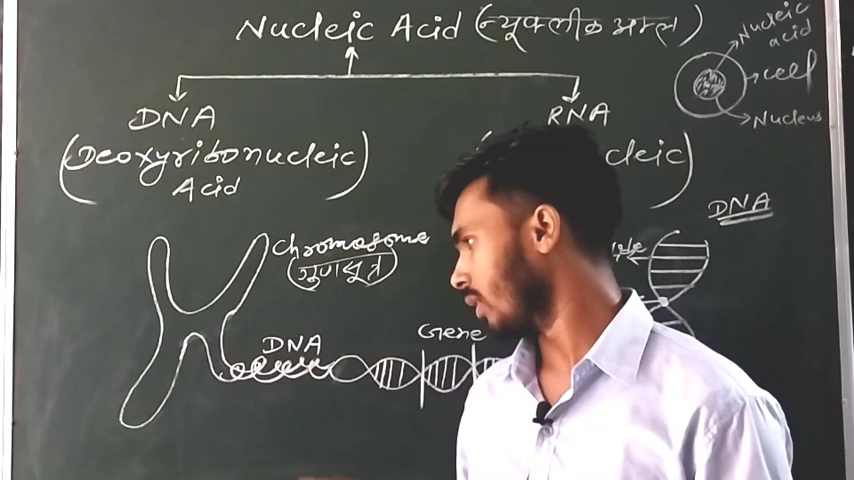 Nucleic Acid (न्यूक्लीक अम्ल)
Nucleic
acid
cell
Nucleus
DNA
(Deoxyribonucleic
Acid
RNA
cleic)
DNA
Chromosome
(गुणसूत्र)
DNA
Gene